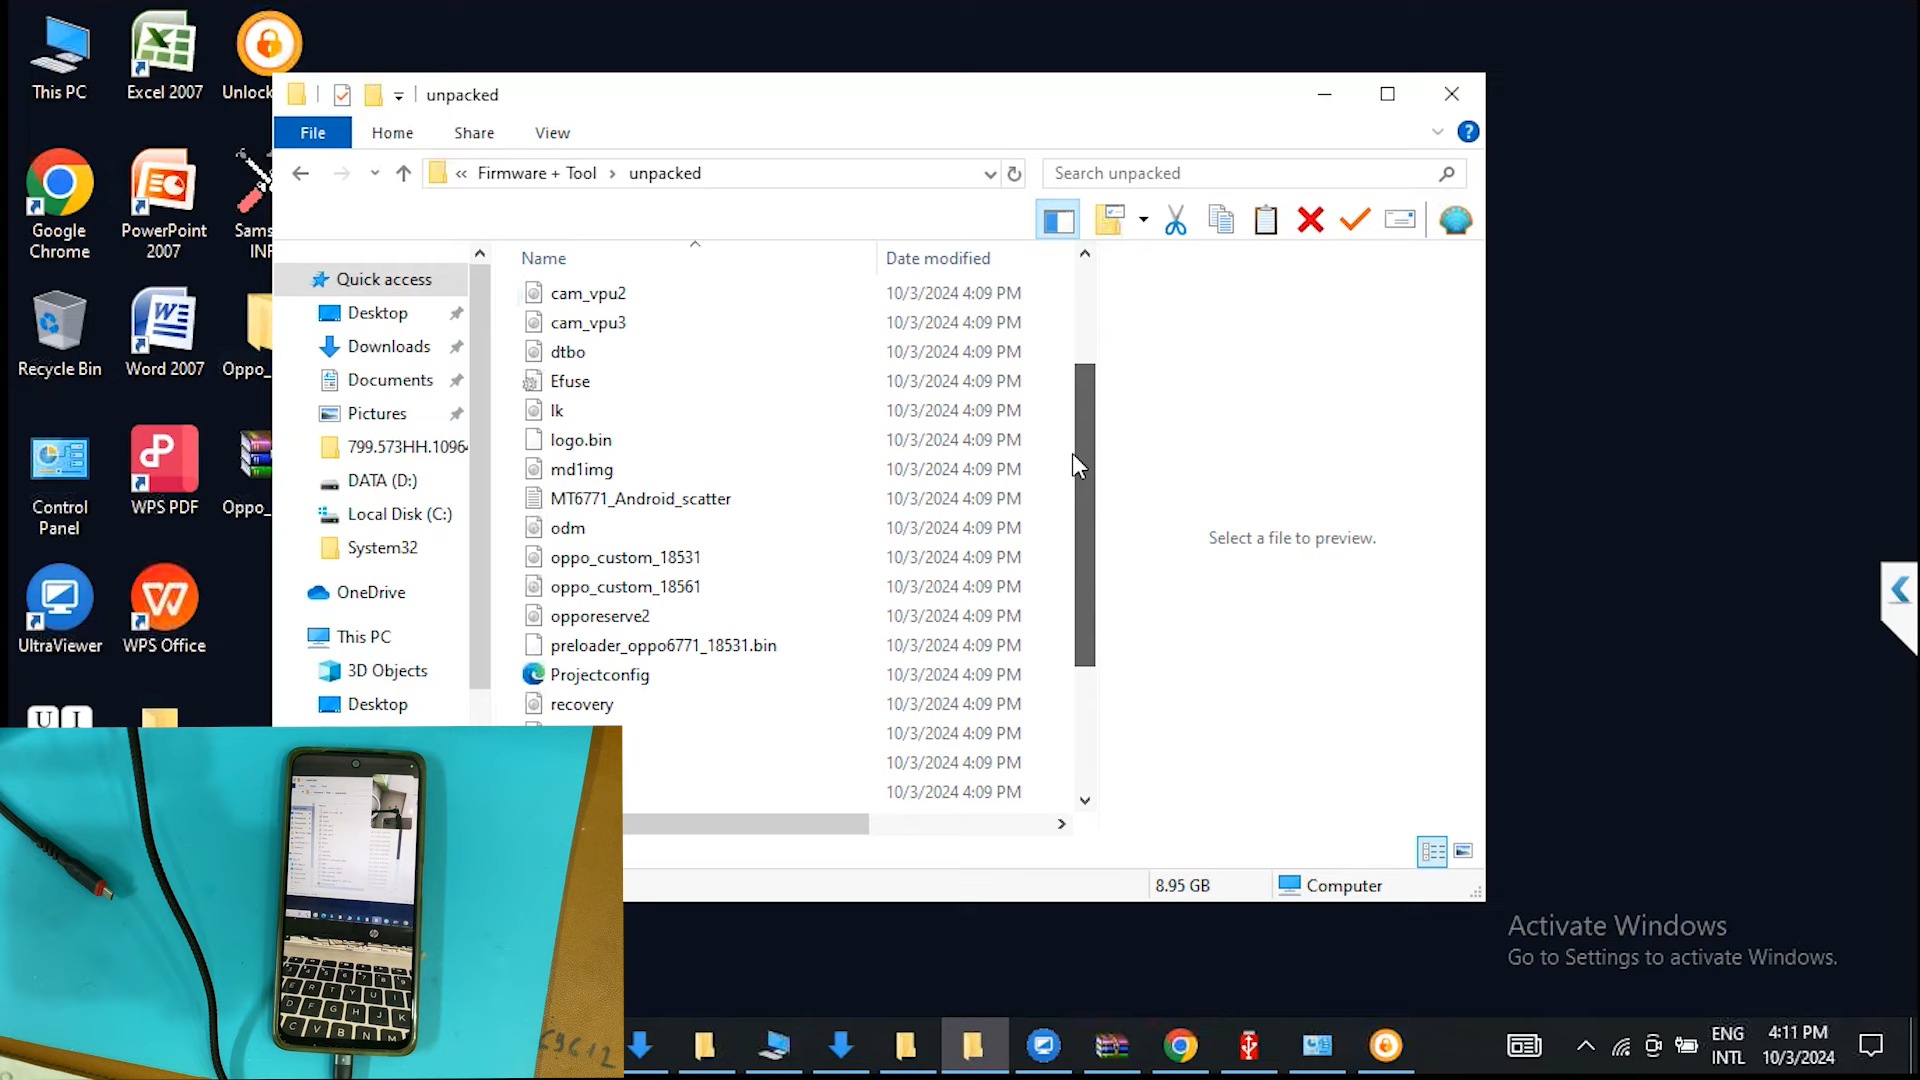 This PC
Excel 2007
Unlock
Google
Chrome
PowerPoint
2007
Sams
INF
Recycle Bin
Word 2007
Oppo_
Control
Panel
WPS PDF
Oppo_
UltraViewer
WPS Office
U I
unpacked
File
Home
Share
View
?
« Firmware + Tool > unpacked
Search unpacked
Quick access
Desktop
Downloads
Documents
Pictures
799.573HH.1096
DATA (D:)
Local Disk (C:)
System32
OneDrive
This PC
3D Objects
Desktop
Name
Date modified
cam_vpu2 10/3/2024 4:09 PM
cam_vpu3 10/3/2024 4:09 PM
dtbo 10/3/2024 4:09 PM
Efuse 10/3/2024 4:09 PM
lk 10/3/2024 4:09 PM
logo.bin 10/3/2024 4:09 PM
md1img 10/3/2024 4:09 PM
MT6771_Android_scatter 10/3/2024 4:09 PM
odm 10/3/2024 4:09 PM
oppo_custom_18531 10/3/2024 4:09 PM
oppo_custom_18561 10/3/2024 4:09 PM
opporeserve2 10/3/2024 4:09 PM
preloader_oppo6771_18531.bin 10/3/2024 4:09 PM
Projectconfig 10/3/2024 4:09 PM
recovery 10/3/2024 4:09 PM
10/3/2024 4:09 PM
10/3/2024 4:09 PM
10/3/2024 4:09 PM
Select a file to preview.
8.95 GB
Computer
Activate Windows
Go to Settings to activate Windows.
hp
E R T Y U I
D F G H J K
C V B N M
ENG
INTL
4:11 PM
10/3/2024